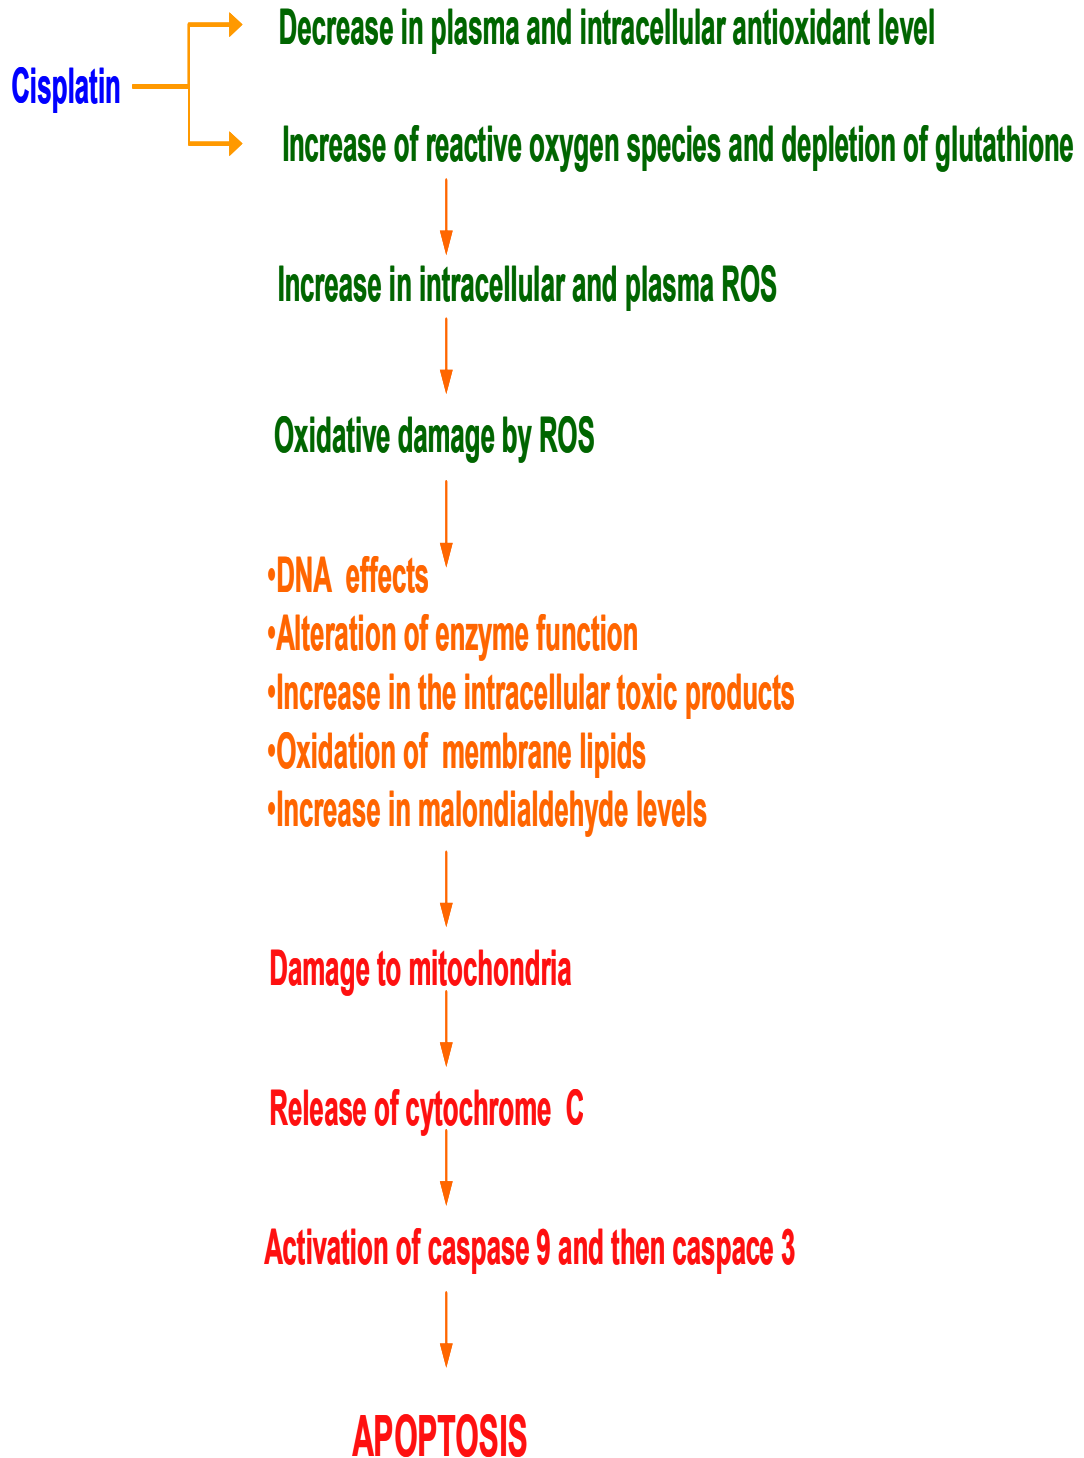 Decrease in plasma and intracellular antioxidant level
Cisplatin
Increase of reactive oxygen species and depletion of glutathione
Increase in intracellular and plasma ROS
Oxidative damage by ROS
•DNA effects
•Alteration of enzyme function
•Increase in the intracellular toxic products
•Oxidation of membrane lipids
•Increase in malondialdehyde levels
Damage to mitochondria
Release of cytochrome C
Activation of caspase 9 and then caspace 3
APOPTOSIS